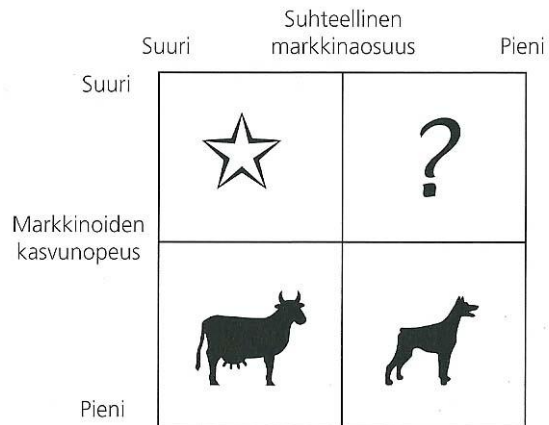 Suhteellinen
Suuri markkinaosuus Pieni
Suuri
?
Markkinoiden
kasvunopeus
Pieni